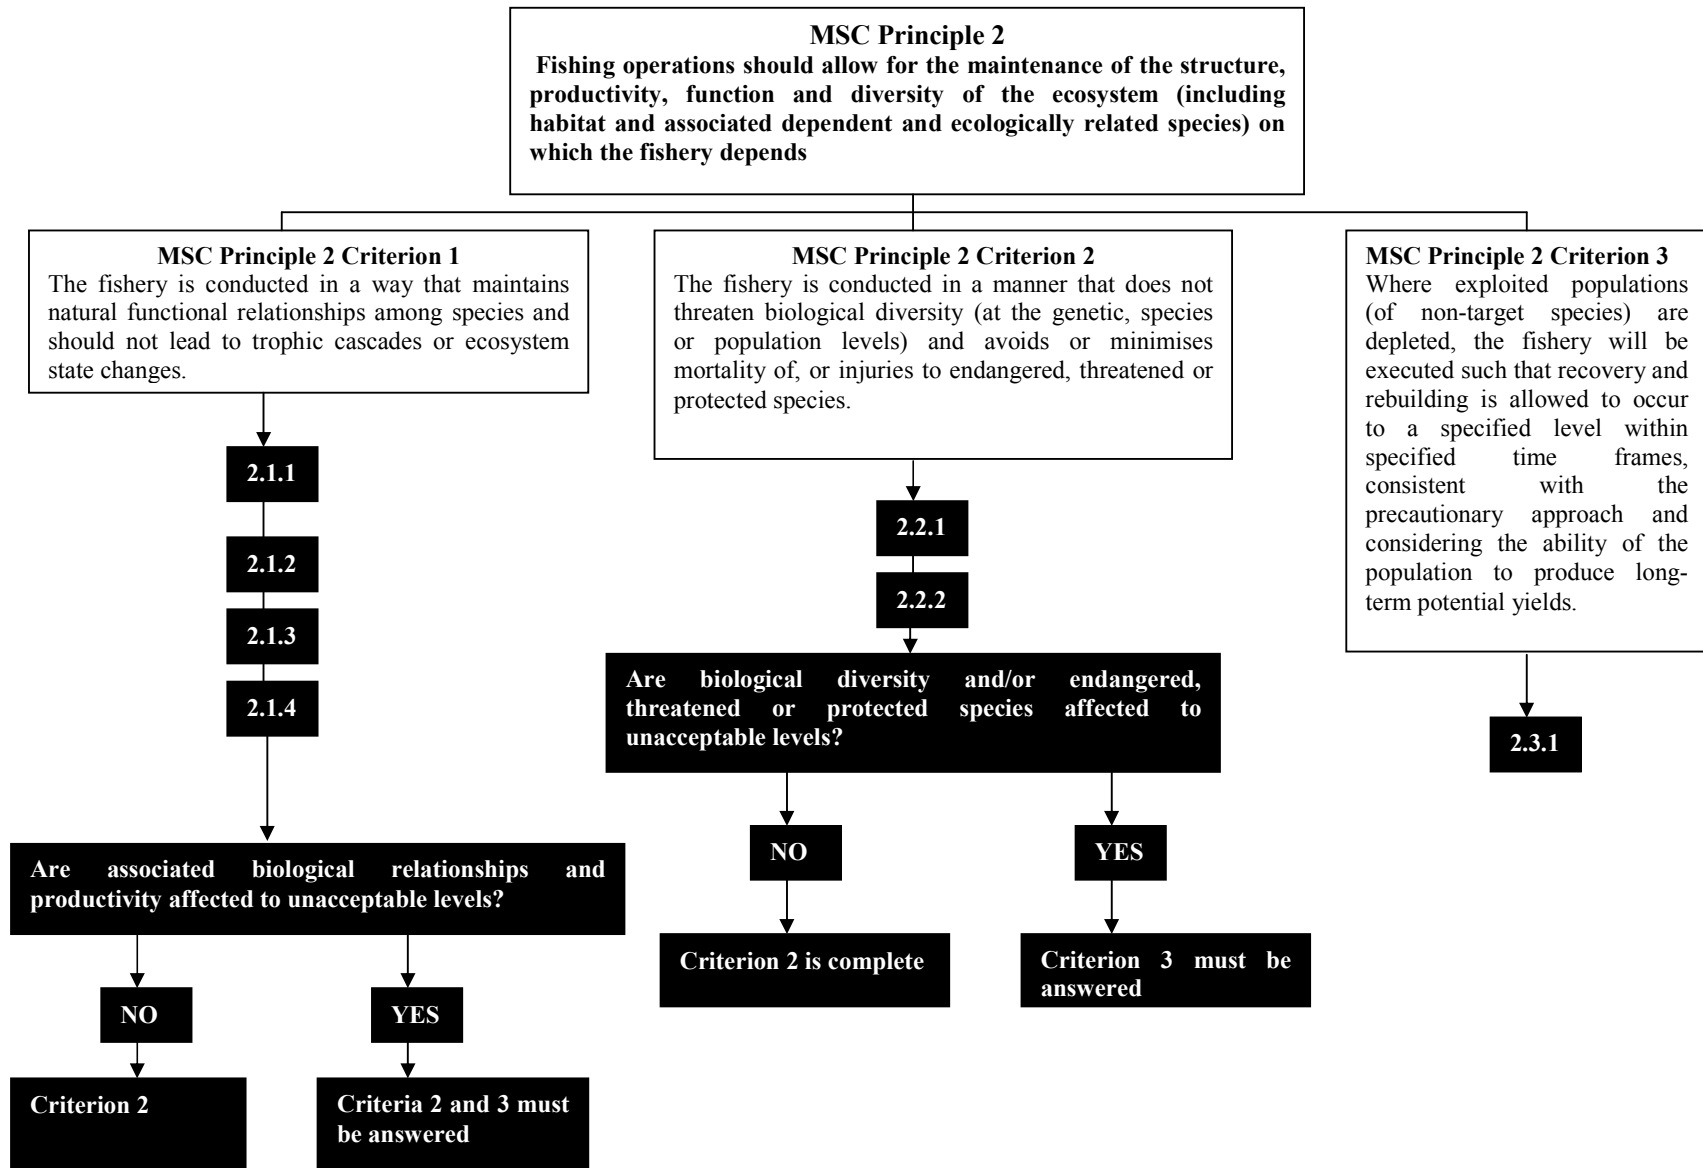 MSC Principle 2
Fishing operations should allow for the maintenance of the structure,
productivity, function and diversity of the ecosystem (including
habitat and associated dependent and ecologically related species) on
which the fishery depends
MSC Principle 2 Criterion 1
The fishery is conducted in a way that maintains
natural functional relationships among species and
should not lead to trophic cascades or ecosystem
state changes.
2.1.1
2.1.2
2.1.3
2.1.4
Are associated biological relationships and
productivity affected to unacceptable levels?
NO
YES
Criterion 2
Criteria 2 and 3 must
be answered
MSC Principle 2 Criterion 2
The fishery is conducted in a manner that does not
threaten biological diversity (at the genetic, species
or population levels) and avoids or minimises
mortality of, or injuries to endangered, threatened or
protected species.
2.2.1
2.2.2
Are biological diversity and/or endangered,
threatened or protected species affected to
unacceptable levels?
NO
YES
Criterion 2 is complete
Criterion 3 must be
answered
MSC Principle 2 Criterion 3
Where exploited populations
(of non-target species) are
depleted, the fishery will be
executed such that recovery and
rebuilding is allowed to occur
to a specified level within
specified time frames,
consistent with the
precautionary approach and
considering the ability of the
population to produce long-
term potential yields.
2.3.1